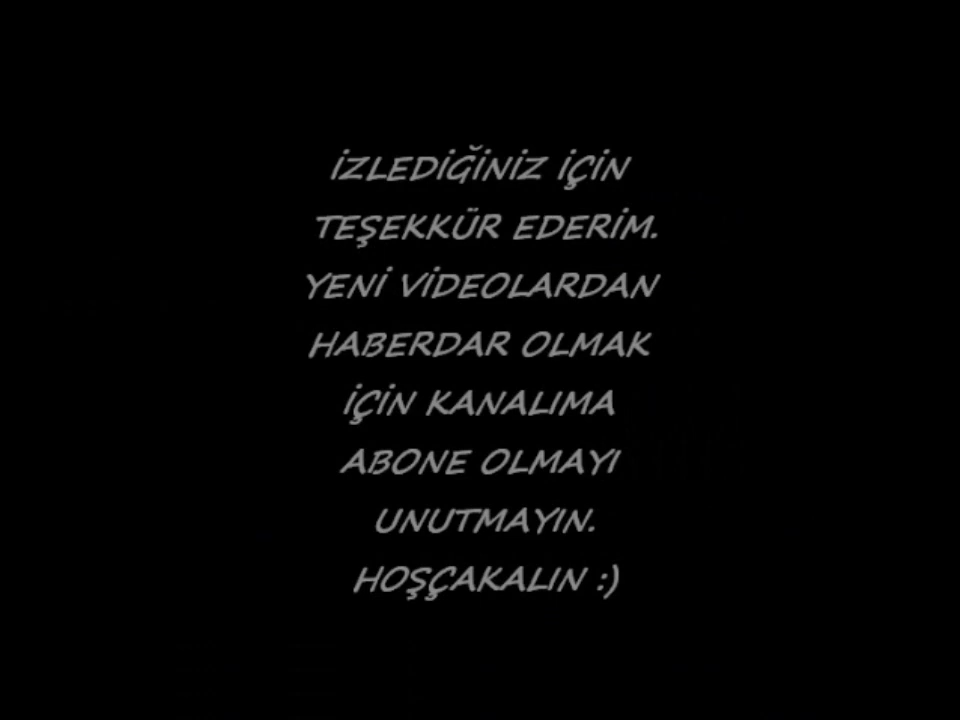 İZLEDİĞİNİZ İÇİN
TEŞEKKÜR EDERİM.
YENİ VİDEOLARDAN
HABERDAR OLMAK
İÇİN KANALIMA
ABONE OLMAYI
UNUTMAYIN.
HOŞÇAKALIN :)